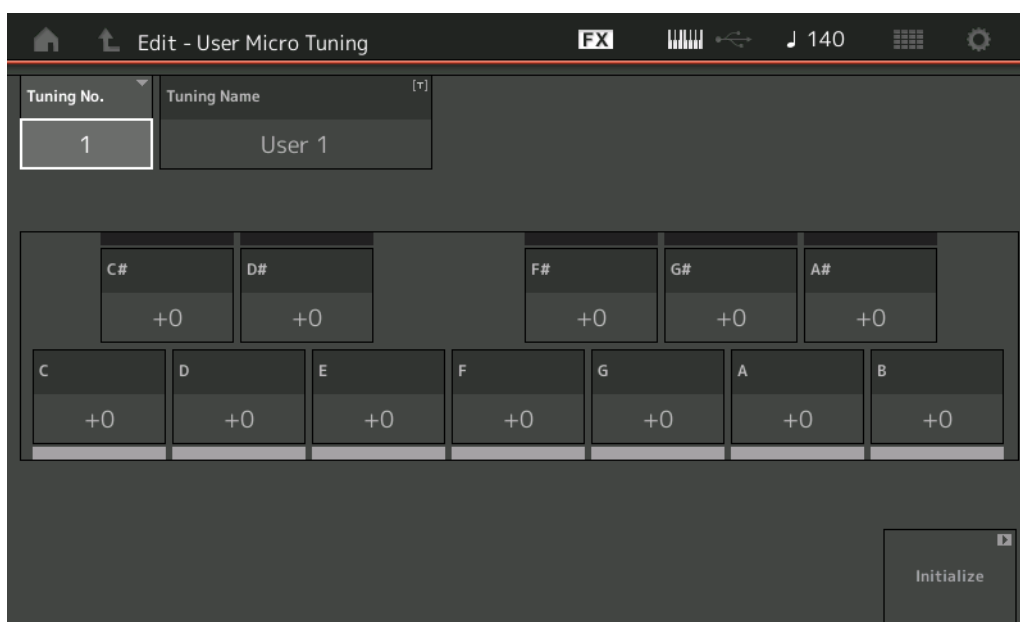 Edit - User Micro Tuning FX ♩ 140
Tuning No. Tuning Name [T]
1 User 1
C# D# F# G# A#
+0 +0 +0 +0 +0
C D E F G A B
+0 +0 +0 +0 +0 +0 +0
Initialize